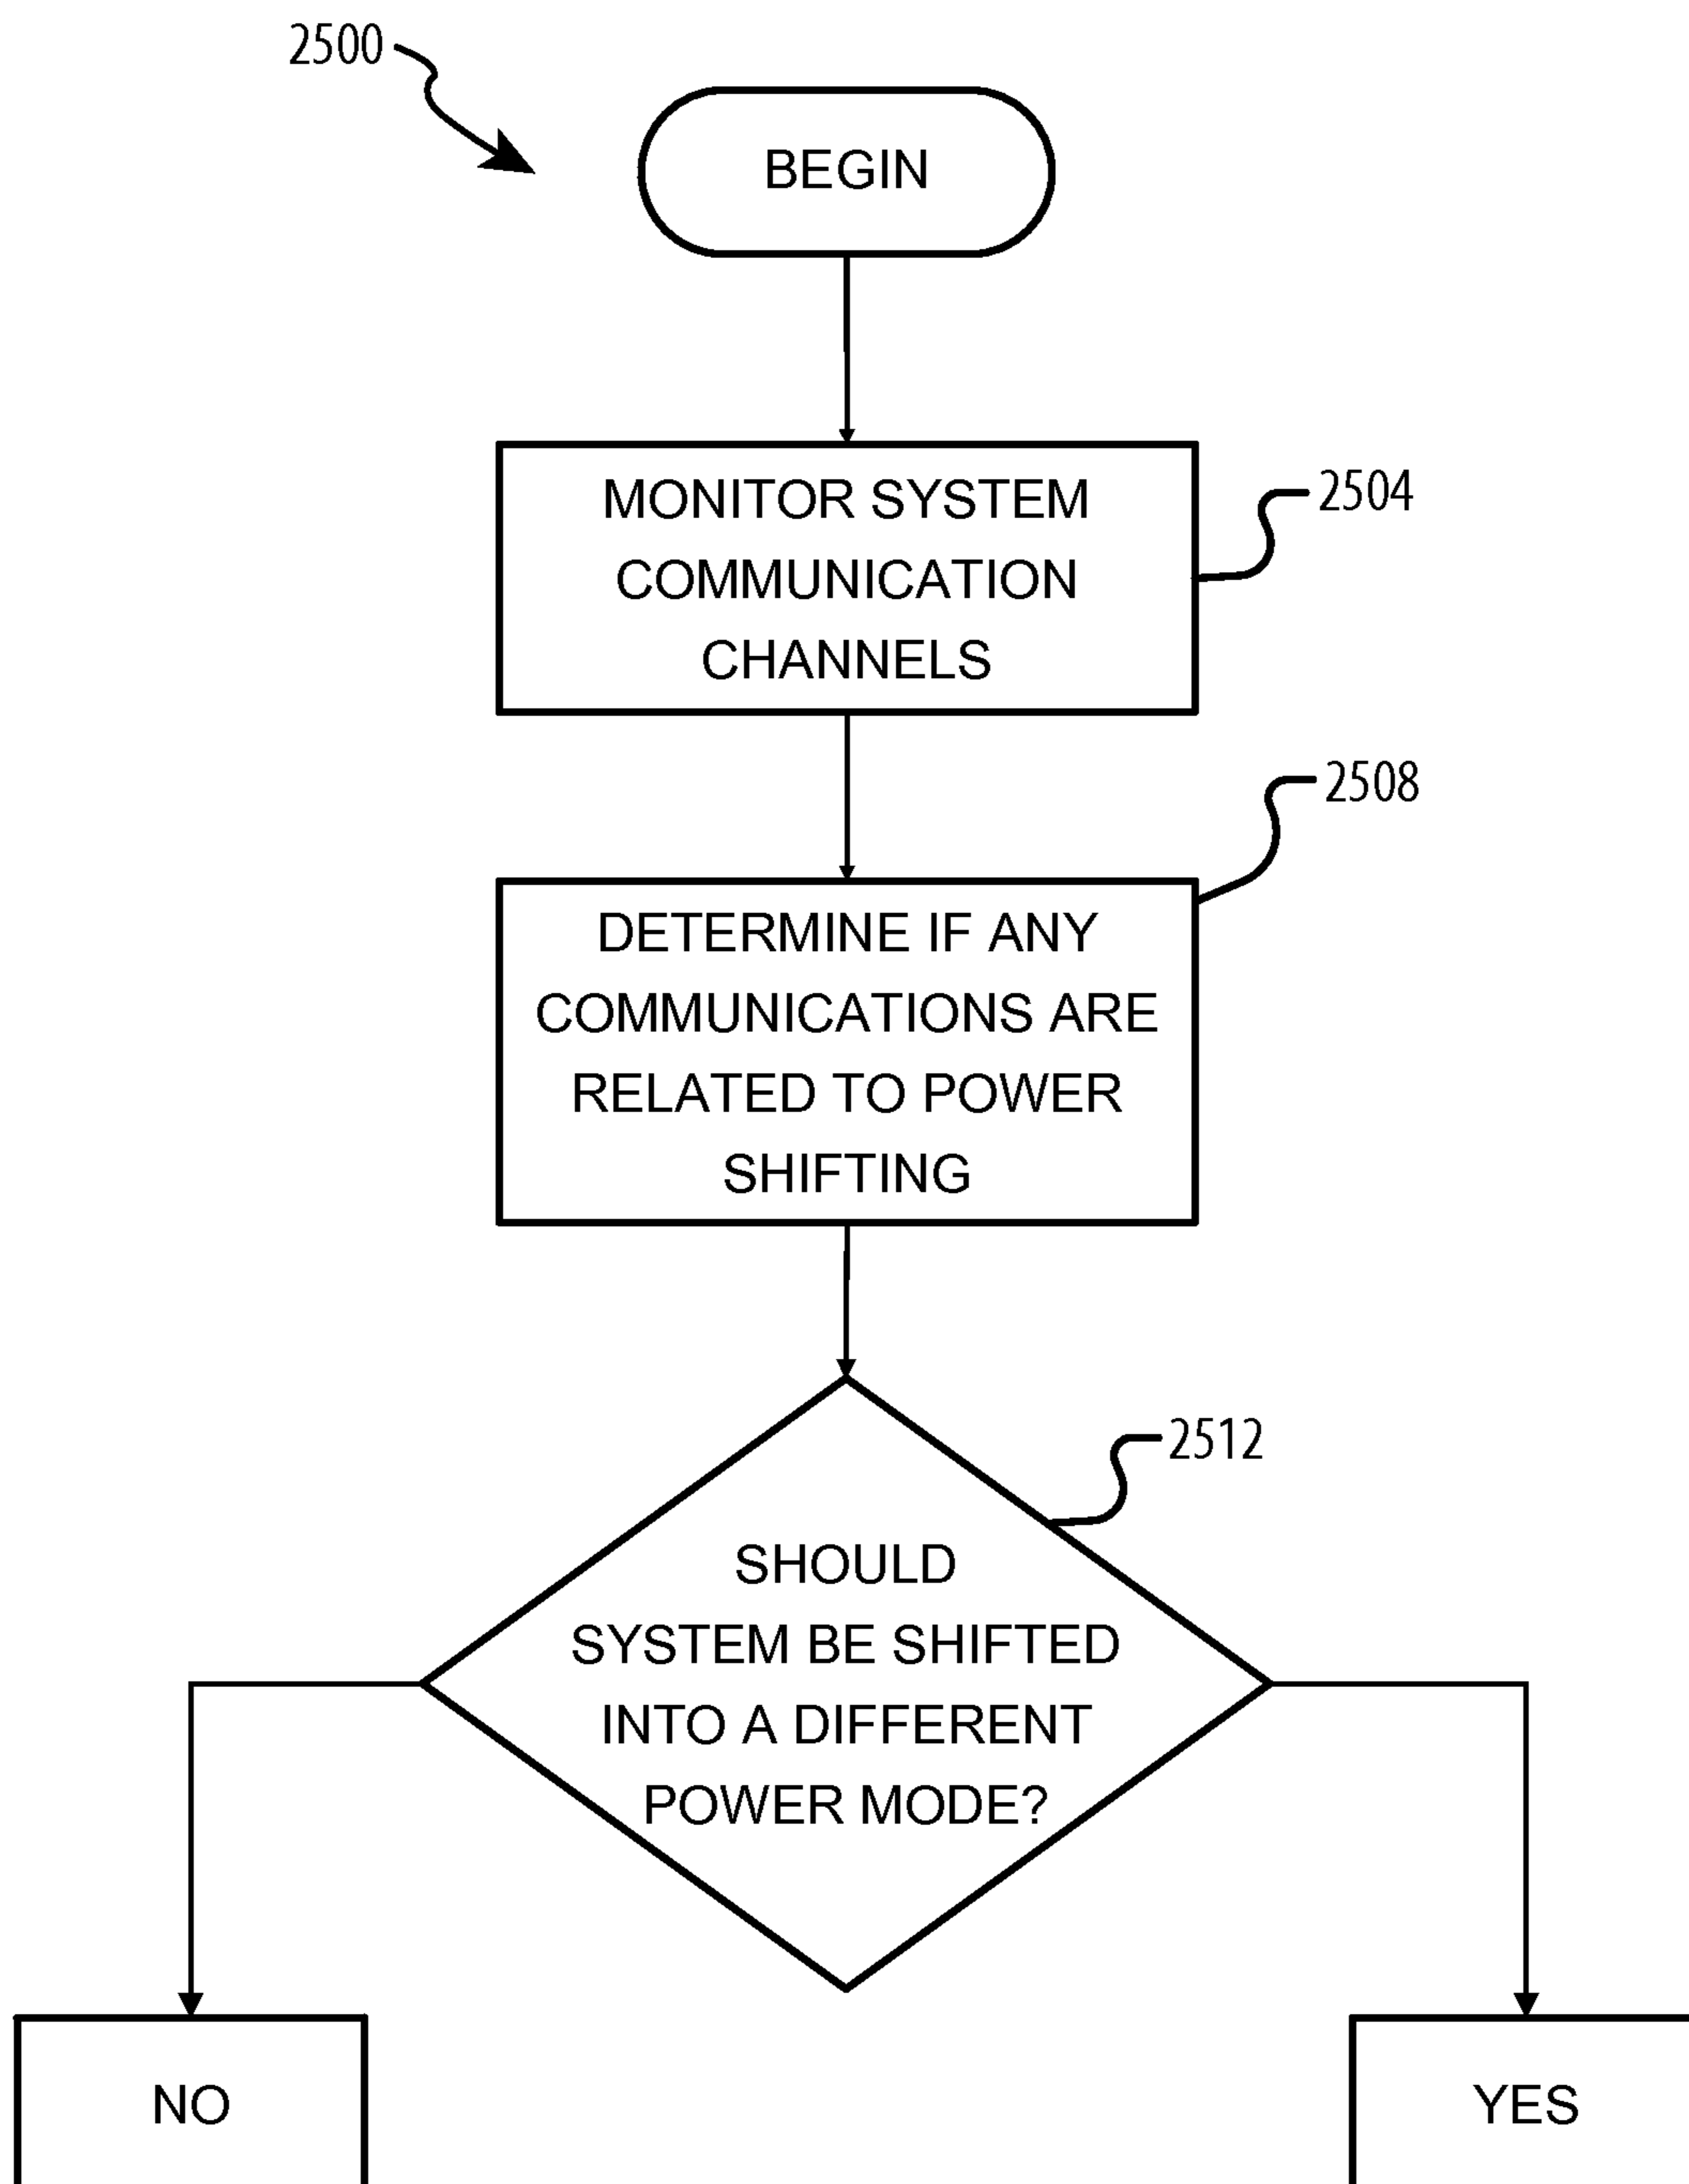 2500
BEGIN
MONITOR SYSTEM
COMMUNICATION
CHANNELS
2504
2508
DETERMINE IF ANY
COMMUNICATIONS ARE
RELATED TO POWER
SHIFTING
2512
SHOULD
SYSTEM BE SHIFTED
INTO A DIFFERENT
POWER MODE?
NO
YES